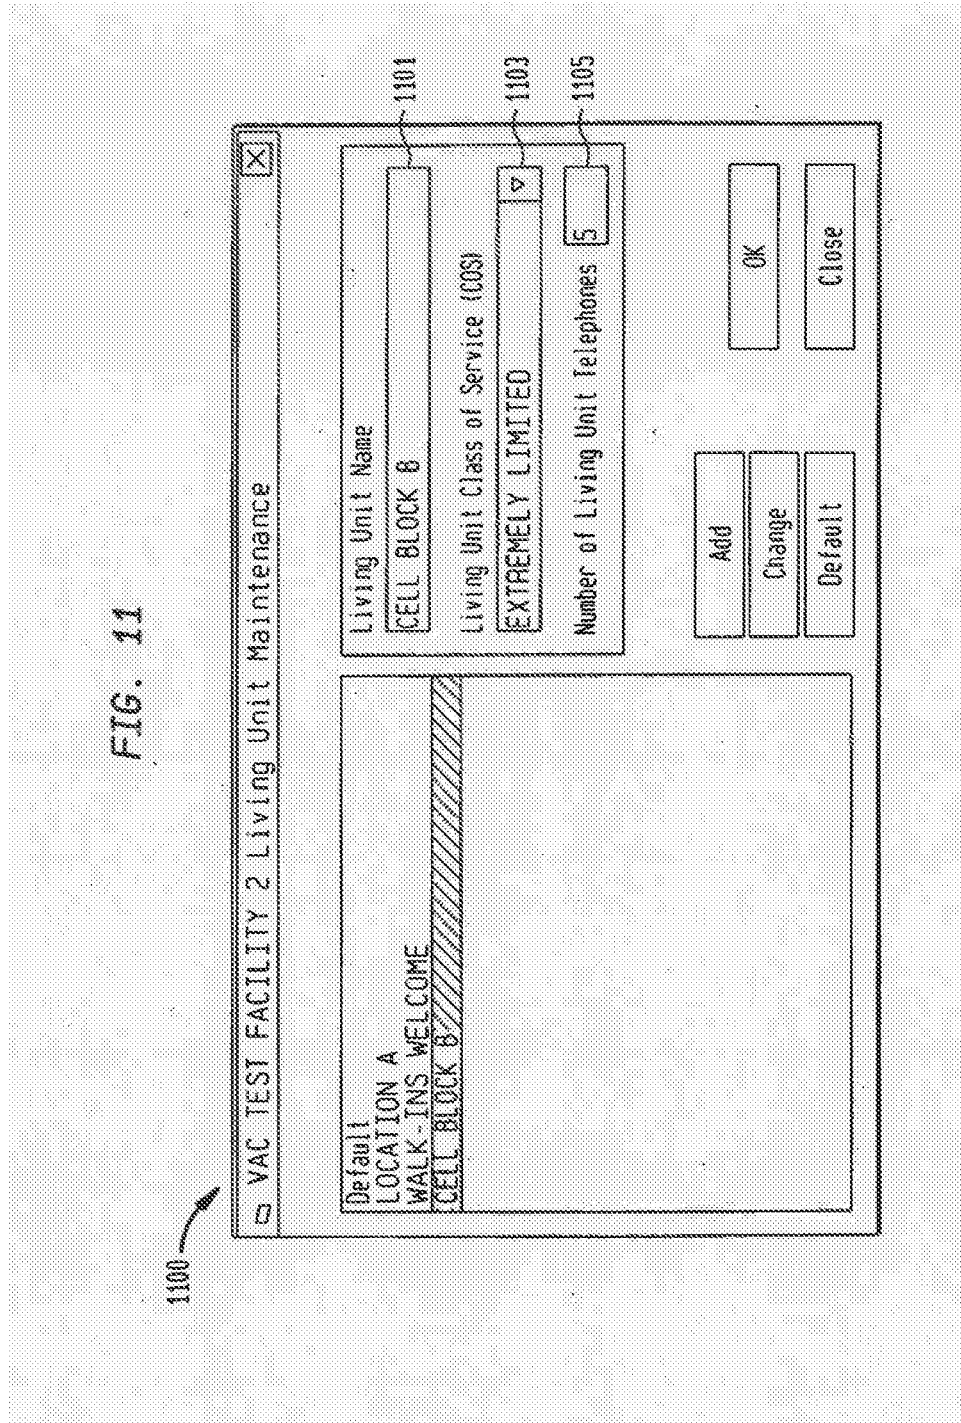 FIG. 11
1100
VAC TEST FACILITY 2 Living Unit Maintenance
X
Default
LOCATION A
WALK-INS WELCOME
CELL BLOCK B
Living Unit Name
CELL BLOCK B
1101
Living Unit Class of Service (COS)
EXTREMELY LIMITED
1103
Number of Living Unit Telephones 5
1105
Add
Change
Default
OK
Close